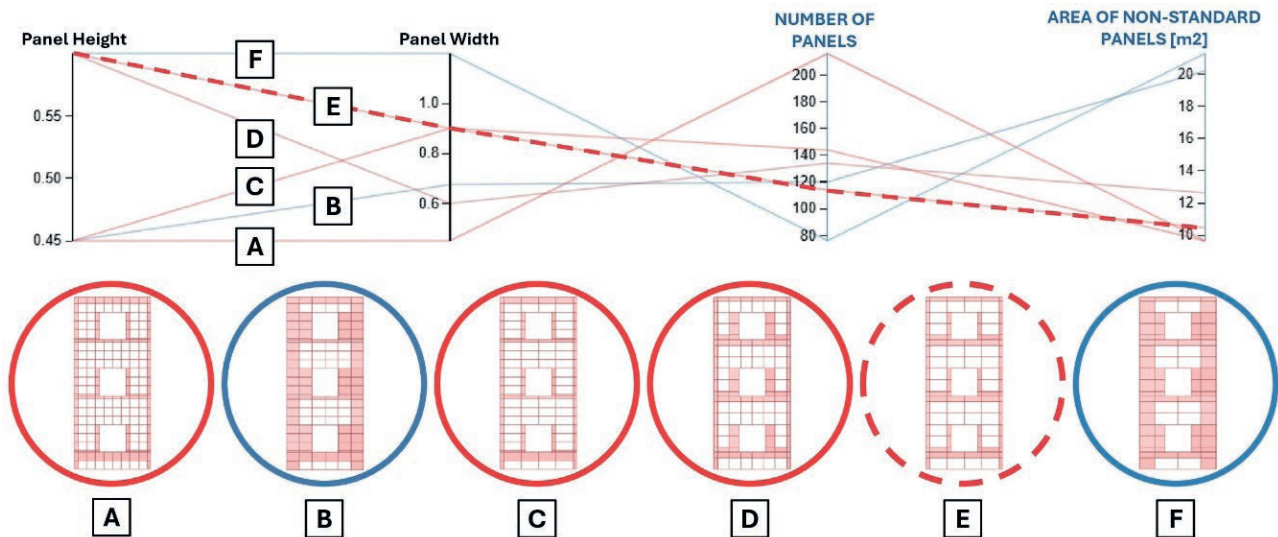 Panel Height
Panel Width
NUMBER OF
PANELS
AREA OF NON-STANDARD
PANELS [m2]
F
E
D
C
B
A
0.55
0.50
0.45
1.0
0.8
0.6
200
180
160
140
120
100
80
20
18
16
14
12
10
A
B
C
D
E
F